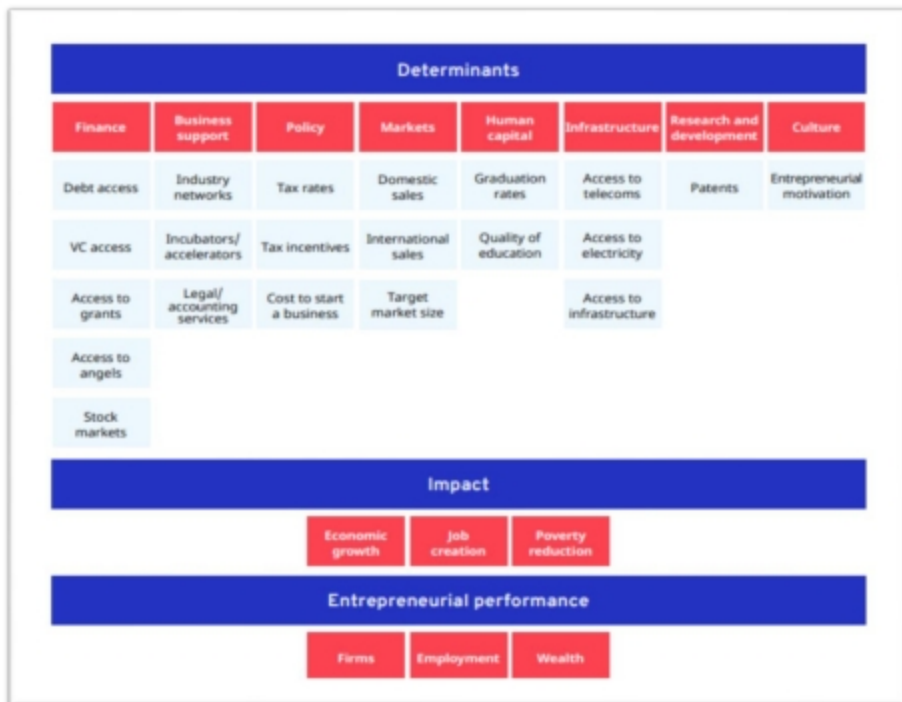 Determinants
Finance
Business
support
Policy
Markets
Human
capital
Infrastructure
Research and
development
Culture
Debt access
Industry
networks
Tax rates
Domestic
sales
Graduation
rates
Access to
telecoms
Patents
Entrepreneurial
motivation
VC access
Incubators/
accelerators
Tax incentives
International
sales
Quality of
education
Access to
electricity
Access to
grants
Legal/
accounting
services
Cost to start
a business
Target
market size
Access to
infrastructure
Access to
angels
Stock
markets
Impact
Economic
growth
Job
creation
Poverty
reduction
Entrepreneurial performance
Firms
Employment
Wealth